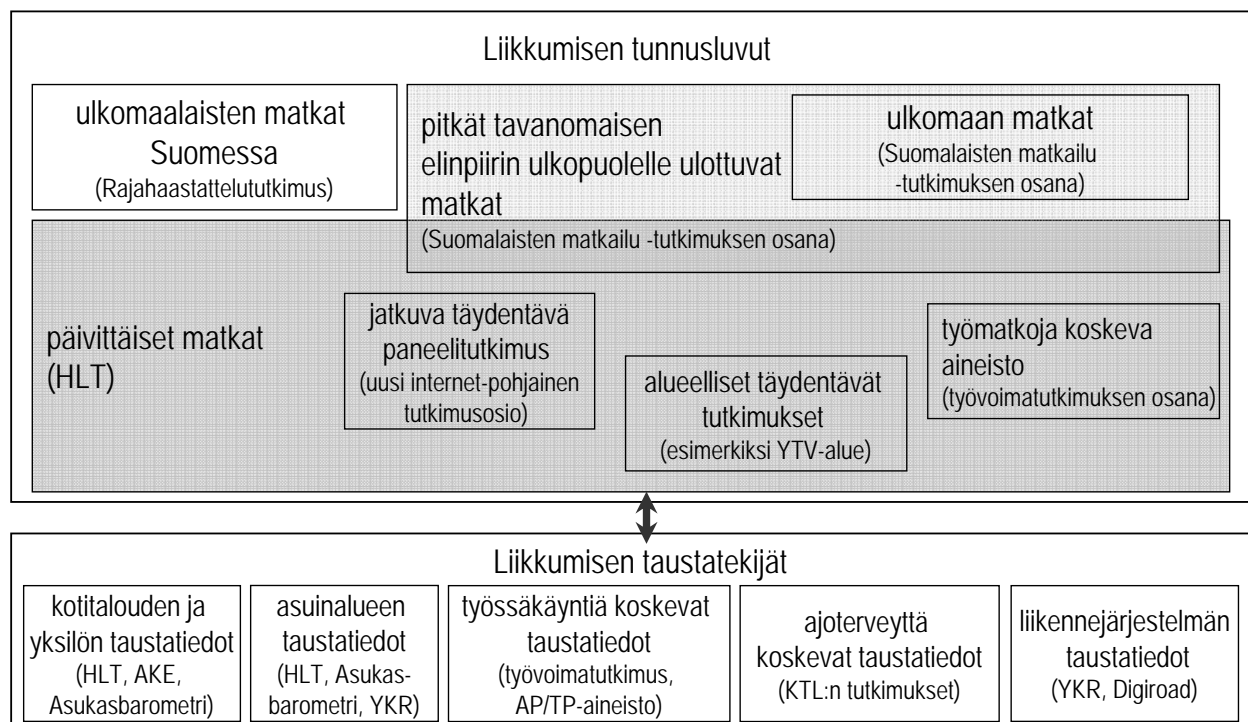 Liikkumisen tunnusluvut
ulkomaalaisten matkat
Suomessa
(Rajahaastattelututkimus)
pitkät tavanomaisen
elinpiirin ulkopuolelle ulottuvat
matkat
(Suomalaisten matkailu -tutkimuksen osana)
ulkomaan matkat
(Suomalaisten matkailu
-tutkimuksen osana)
päivittäiset matkat
(HLT)
jatkuva täydentävä
paneelitutkimus
(uusi internet-pohjainen
tutkimusosio)
alueelliset täydentävät
tutkimukset
(esimerkiksi YTV-alue)
työmatkoja koskeva
aineisto
(työvoimatutkimuksen osana)
Liikkumisen taustatekijät
kotitalouden ja
yksilön taustatiedot
(HLT, AKE,
Asukasbarometri)
asuinalueen
taustatiedot
(HLT, Asukas-
barometri, YKR)
työssäkäyntiä koskevat
taustatiedot
(työvoimatutkimus,
AP/TP-aineisto)
ajoterveyttä
koskevat taustatiedot
(KTL:n tutkimukset)
liikennejärjestelmän
taustatiedot
(YKR, Digiroad)